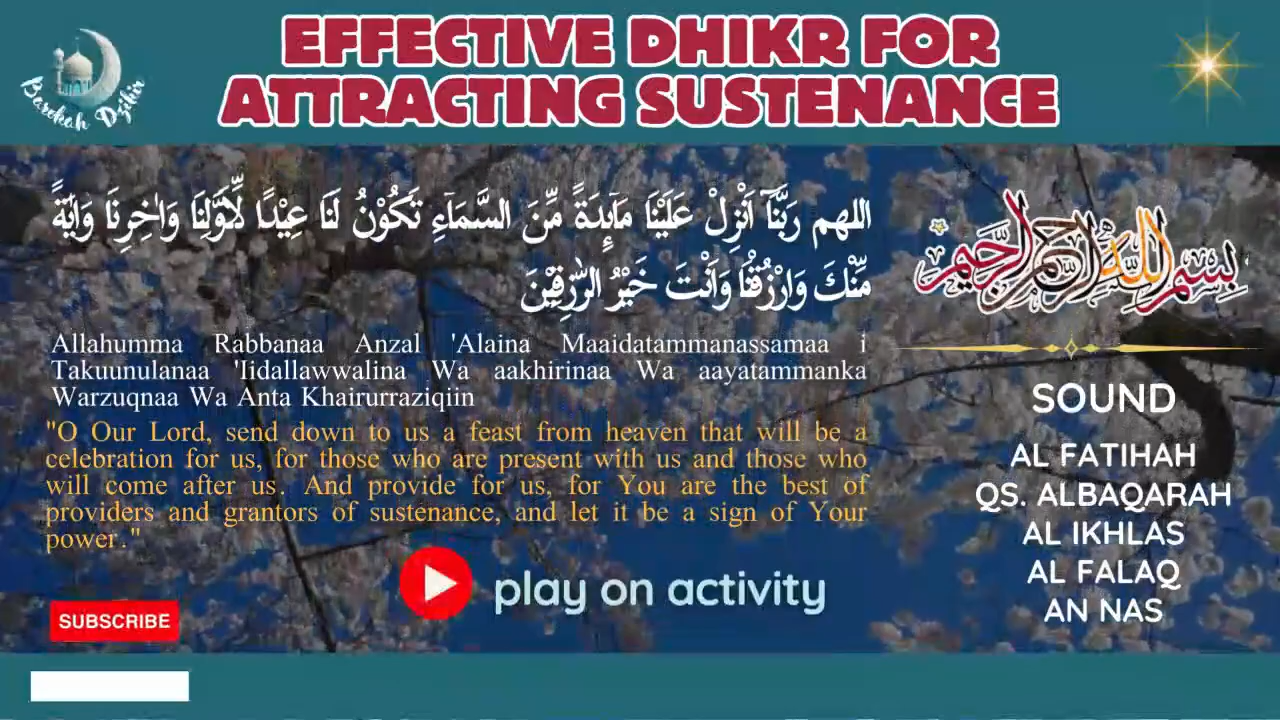 EFFECTIVE DHIKR FOR
ATTRACTING SUSTENANCE
Barokah Dzikir
اللهم رَبَّنَآ اَنْزِلْ عَلَيْنَا مَاۤىِٕدَةً مِّنَ السَّمَاۤءِ تَكُوْنُ لَنَا عِيْدًا لِّاَوَّلِنَا وَاٰخِرِنَا وَاٰيَةً
مِّنْكَ وَارْزُقْنَا وَاَنْتَ خَيْرُ الرّٰزِقِيْنَ
Allahumma Rabbanaa Anzal 'Alaina Maaidatammanassamaa i
Takuunulanaa 'Iidallawwalina Wa aakhirinaa Wa aayatammanka
Warzuqnaa Wa Anta Khairurraziqiin
"O Our Lord, send down to us a feast from heaven that will be a
celebration for us, for those who are present with us and those who
will come after us. And provide for us, for You are the best of
providers and grantors of sustenance, and let it be a sign of Your
power."
play on activity
SUBSCRIBE
بِسْمِ اللَّهِ الرَّحْمَٰنِ الرَّحِيمِ
SOUND
AL FATIHAH
QS. ALBAQARAH
AL IKHLAS
AL FALAQ
AN NAS